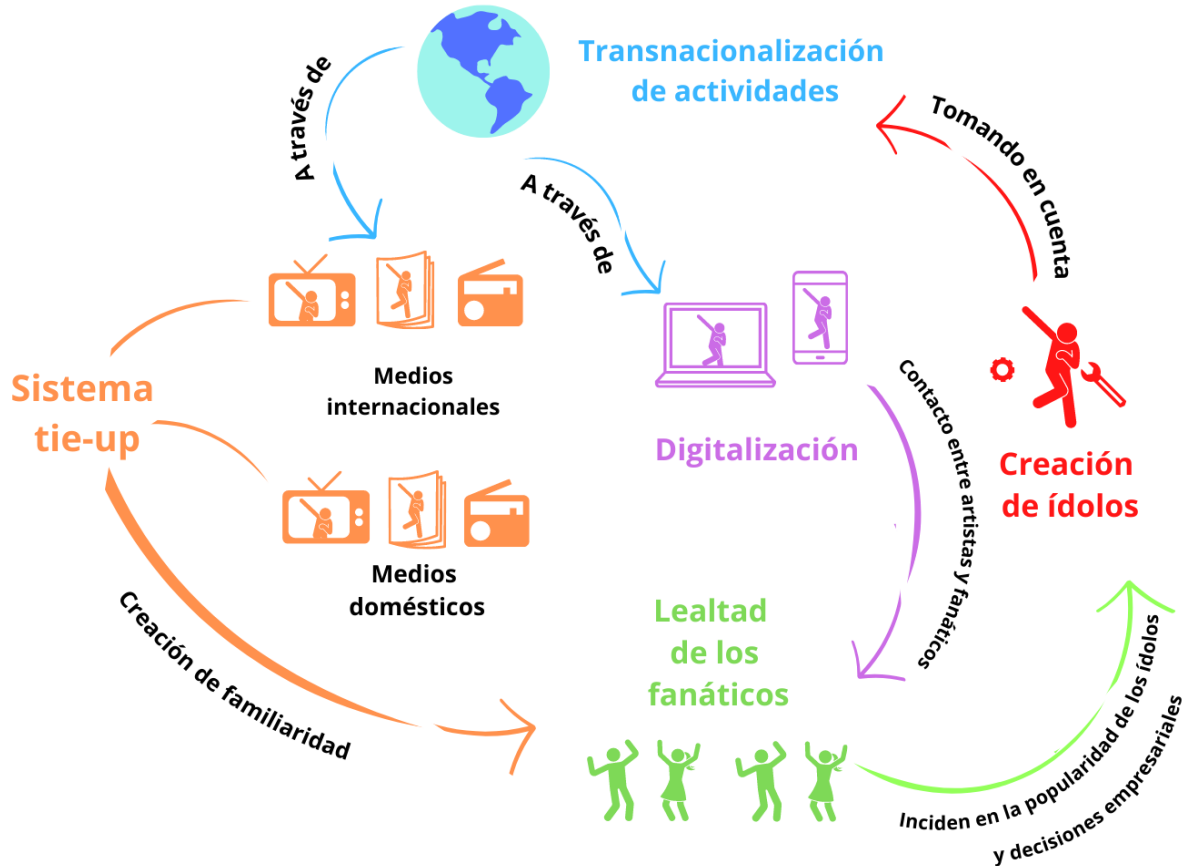 Transnacionalización
de actividades
A través de
A través de
Tomando en cuenta
Medios
internacionales
Sistema
tie-up
Digitalización
Contacto entre artistas y fanáticos
Creación
de ídolos
Medios
domésticos
Creación de familiaridad
Lealtad
de los
fanáticos
Inciden en la popularidad de los ídolos
y decisiones empresariales